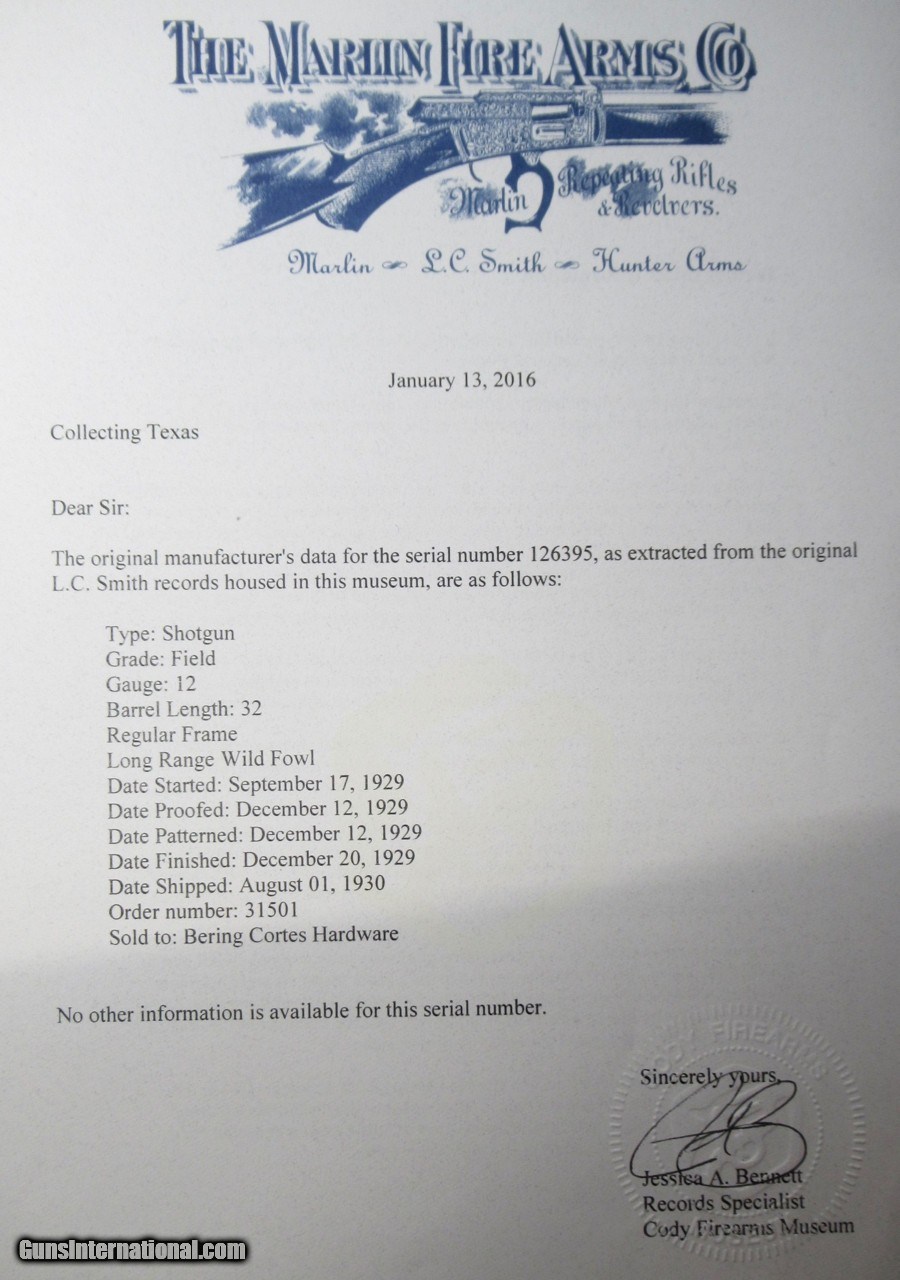 THE MARLIN FIRE ARMS CO
Marlin
Repeating Rifles
& Revolvers.
Marlin L.C. Smith Hunter Arms
January 13, 2016
Collecting Texas
Dear Sir:
The original manufacturer's data for the serial number 126395, as extracted from the original
L.C. Smith records housed in this museum, are as follows:
Type: Shotgun
Grade: Field
Gauge: 12
Barrel Length: 32
Regular Frame
Long Range Wild Fowl
Date Started: September 17, 1929
Date Proofed: December 12, 1929
Date Patterned: December 12, 1929
Date Finished: December 20, 1929
Date Shipped: August 01, 1930
Order number: 31501
Sold to: Bering Cortes Hardware
No other information is available for this serial number.
CODY FIREARMS
MUSEUM
Sincerely yours,
Jessica A. Bennett
Records Specialist
Cody Firearms Museum
GunsInternational.com